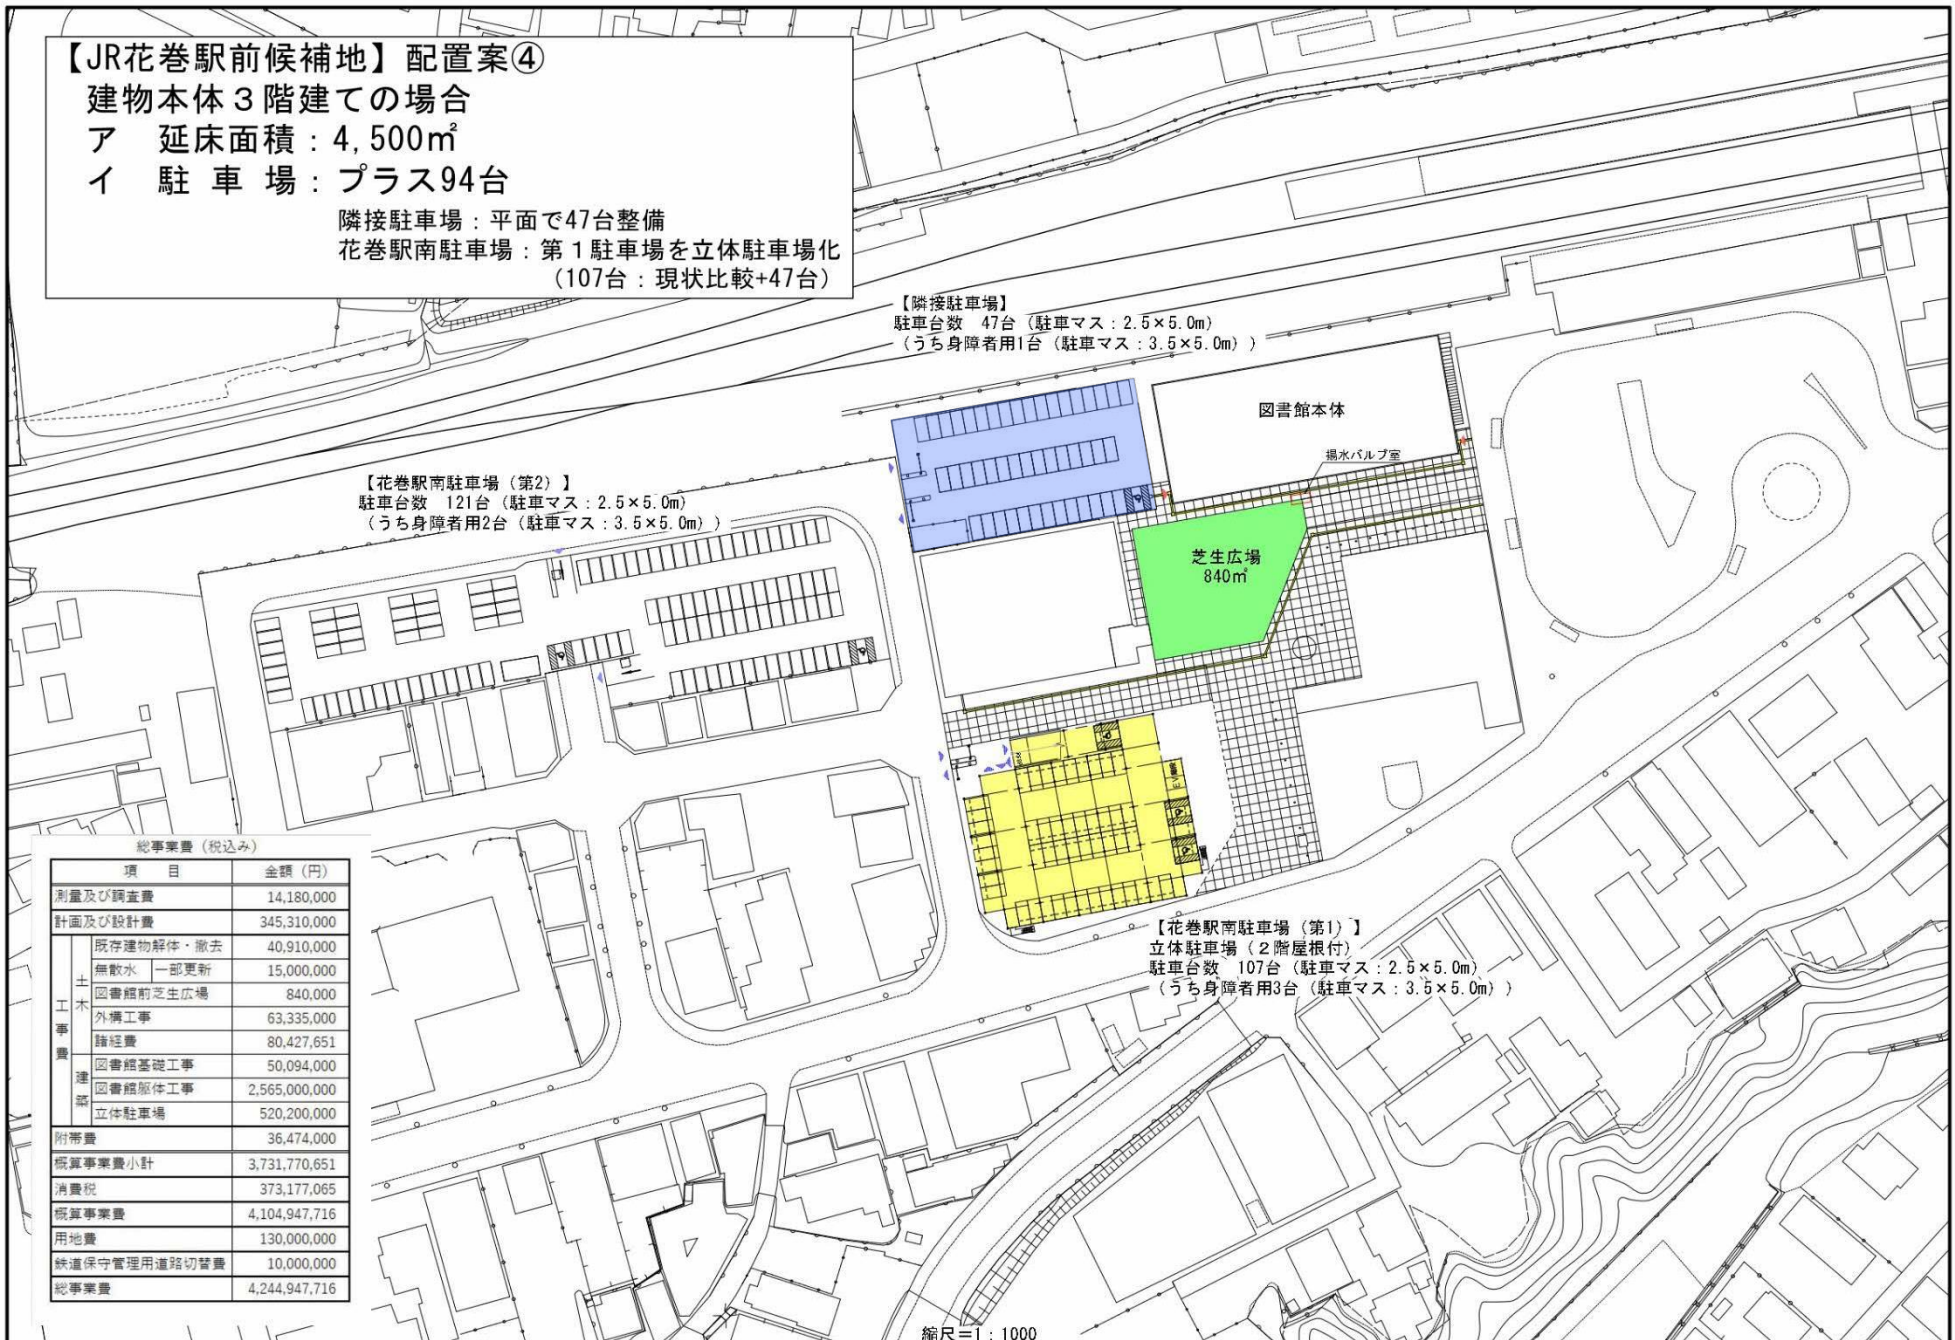 【JR花巻駅前候補地】配置案④
建物本体3階建ての場合
ア　延床面積：4,500㎡
イ　駐車場：プラス94台
隣接駐車場：平面で47台整備
花巻駅南駐車場：第1駐車場を立体駐車場化
(107台：現状比較+47台)
【隣接駐車場】
駐車台数　47台（駐車マス：2.5×5.0m）
（うち身障者用1台（駐車マス：3.5×5.0m））
図書館本体
揚水バルブ室
【花巻駅南駐車場（第2）】
駐車台数　121台（駐車マス：2.5×5.0m）
（うち身障者用2台（駐車マス：3.5×5.0m））
芝生広場
840㎡
【花巻駅南駐車場（第1）】
立体駐車場（2階屋根付）
駐車台数　107台（駐車マス：2.5×5.0m）
（うち身障者用3台（駐車マス：3.5×5.0m））
総事業費（税込み）
項　目　金額（円）
測量及び調査費　14,180,000
計画及び設計費　345,310,000
工事費
土木
既存建物解体・撤去　40,910,000
無散水　一部更新　15,000,000
図書館前芝生広場　840,000
外構工事　63,335,000
諸経費　80,427,651
建築
図書館基礎工事　50,094,000
図書館躯体工事　2,565,000,000
立体駐車場　520,200,000
附帯費　36,474,000
概算事業費小計　3,731,770,651
消費税　373,177,065
概算事業費　4,104,947,716
用地費　130,000,000
鉄道保守管理用道路切替費　10,000,000
総事業費　4,244,947,716
縮尺=1：1000